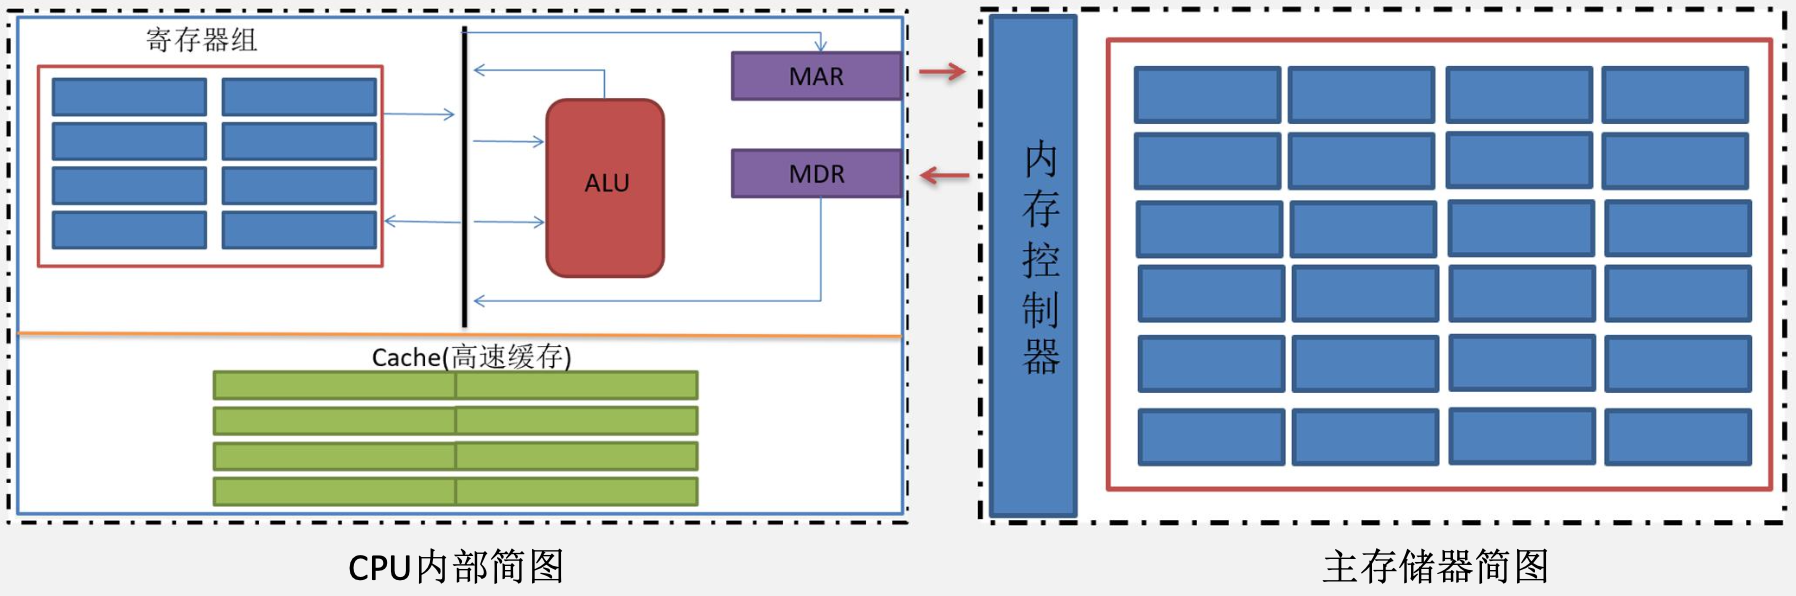 寄存器组
MAR
MDR
ALU
Cache(高速缓存)
内存控制器
CPU内部简图
主存储器简图